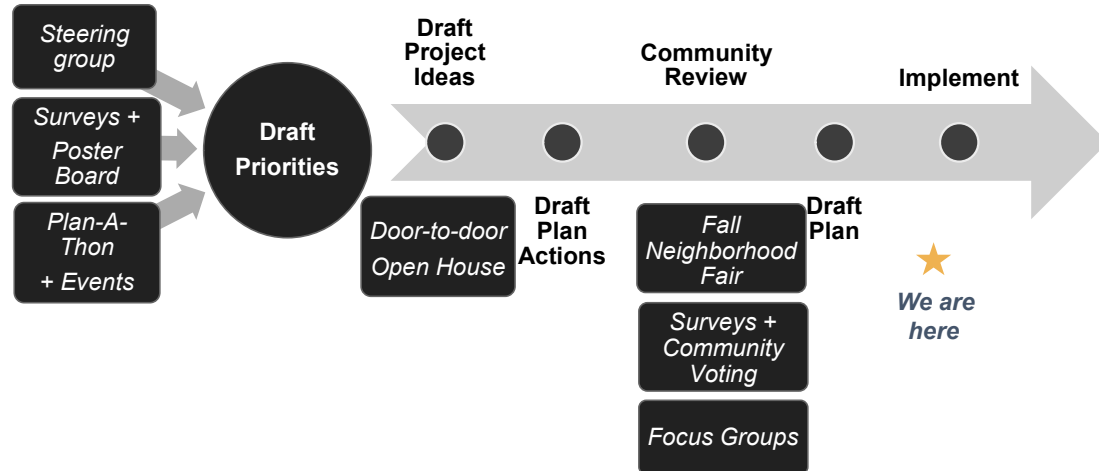 Steering
group
Surveys +
Poster
Board
Plan-A-
Thon
+ Events
Draft
Priorities
Draft
Project
Ideas
Door-to-door
Open House
Draft
Plan
Actions
Community
Review
Fall
Neighborhood
Fair
Surveys +
Community
Voting
Focus Groups
Draft
Plan
Implement
We are
here